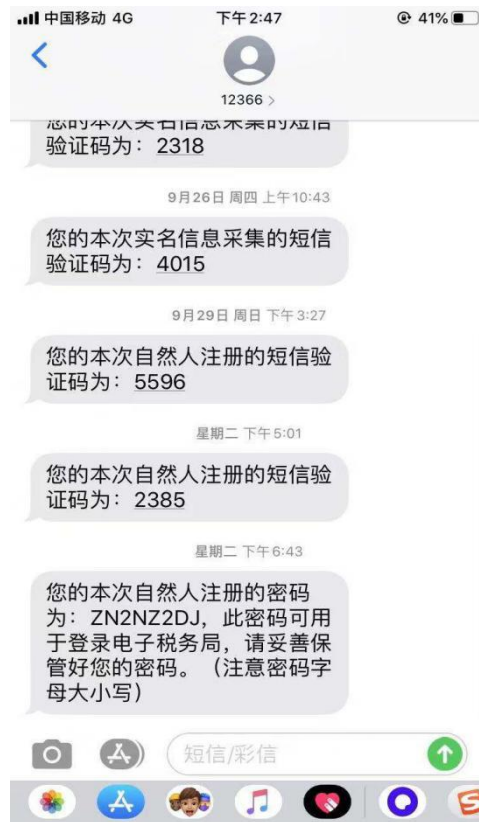 中国移动 4G 下午2:47 41%
12366 >
您的本次实名信息采集的短信
验证码为：2318
9月26日 周四 上午10:43
您的本次实名信息采集的短信
验证码为：4015
9月29日 周日 下午3:27
您的本次自然人注册的短信验
证码为：5596
星期二 下午5:01
您的本次自然人注册的短信验
证码为：2385
星期二 下午6:43
您的本次自然人注册的密码
为：ZN2NZ2DJ，此密码可用
于登录电子税务局，请妥善保
管好您的密码。（注意密码字
母大小写）
短信/彩信